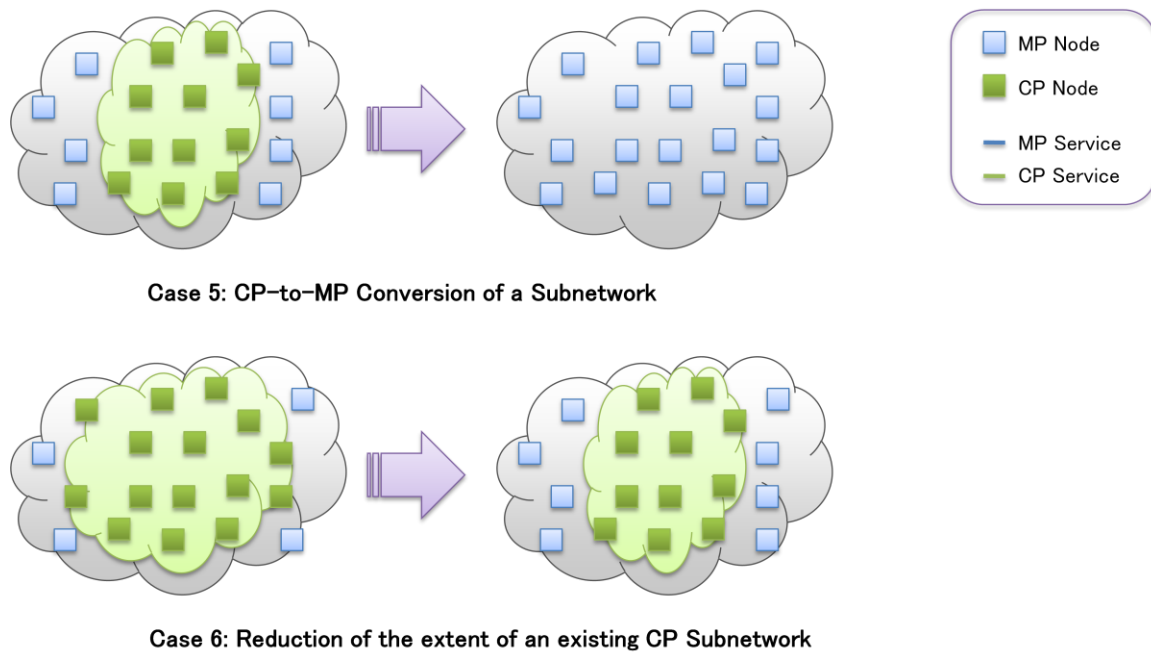 MP Node
CP Node
MP Service
CP Service
Case 5: CP-to-MP Conversion of a Subnetwork
Case 6: Reduction of the extent of an existing CP Subnetwork